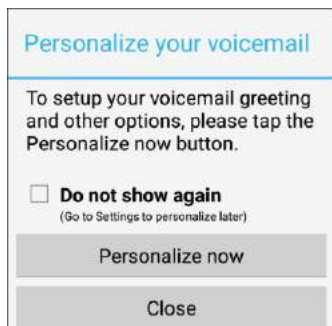 Personalize your voicemail
To setup your voicemail greeting
and other options, please tap the
Personalize now button.
Do not show again
(Go to Settings to personalize later)
Personalize now
Close